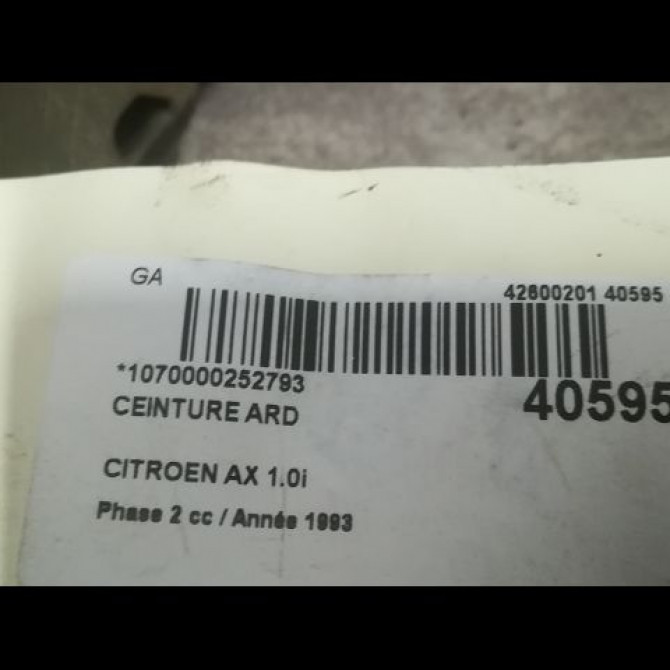 GA
42600201 40595
*1070000252793
40595
CEINTURE ARD
CITROEN AX 1.0i
Phase 2 cc / Année 1993